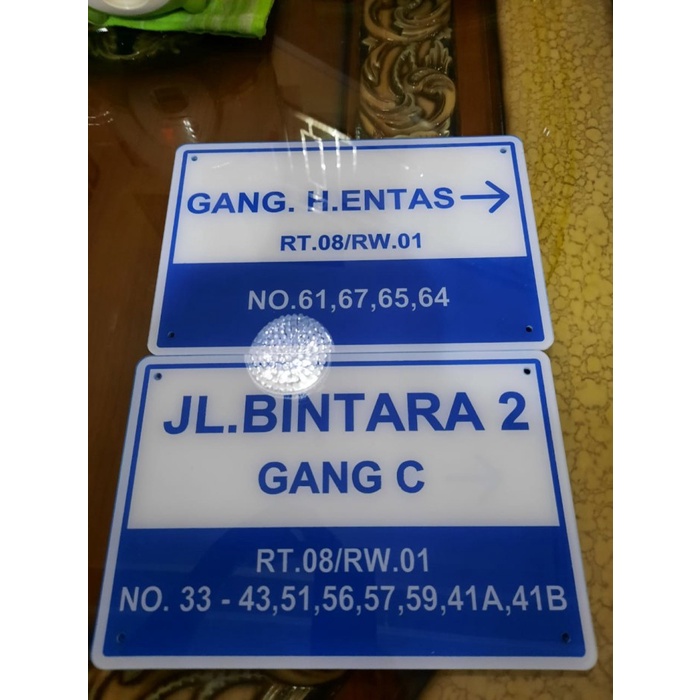 GANG. H.ENTAS →
RT.08/RW.01
NO.61,67,65,64
JL.BINTARA 2
GANG C
RT.08/RW.01
NO. 33 - 43,51,56,57,59,41A,41B